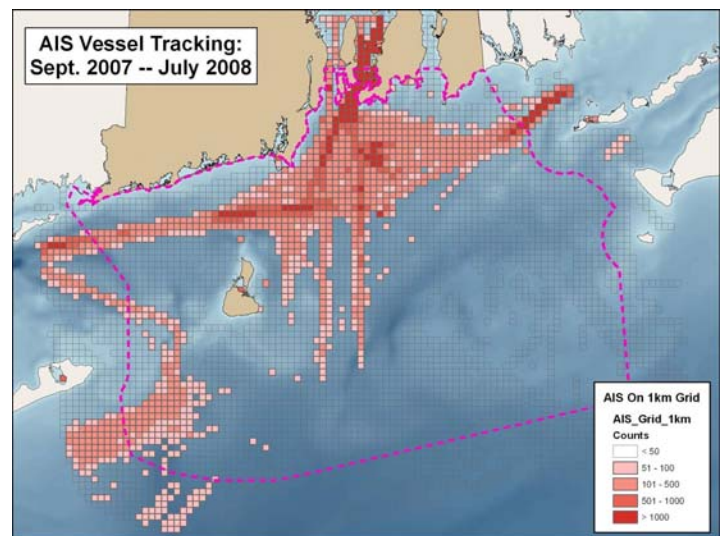 AIS Vessel Tracking:
Sept. 2007 -- July 2008
AIS On 1km Grid
AIS_Grid_1km
Counts
< 50
51 - 100
101 - 500
501 - 1000
> 1000